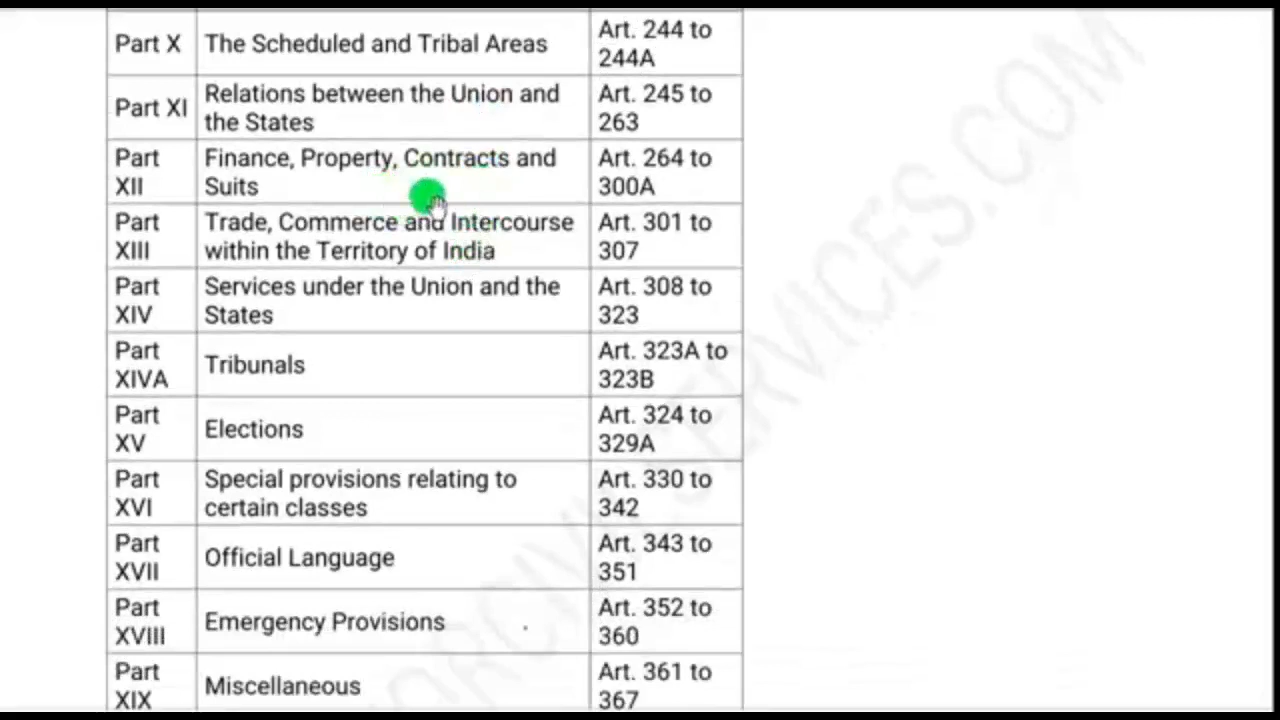 Part X The Scheduled and Tribal Areas Art. 244 to
244A
Part XI Relations between the Union and Art. 245 to
the States 263
Part Finance, Property, Contracts and Art. 264 to
XII Suits 300A
Part Trade, Commerce and Intercourse Art. 301 to
XIII within the Territory of India 307
Part Services under the Union and the Art. 308 to
XIV States 323
Part Tribunals Art. 323A to
XIVA 323B
Part Elections Art. 324 to
XV 329A
Part Special provisions relating to Art. 330 to
XVI certain classes 342
Part Official Language Art. 343 to
XVII 351
Part Emergency Provisions Art. 352 to
XVIII 360
Part Miscellaneous Art. 361 to
XIX 367
ORCIVILSERVICES.COM